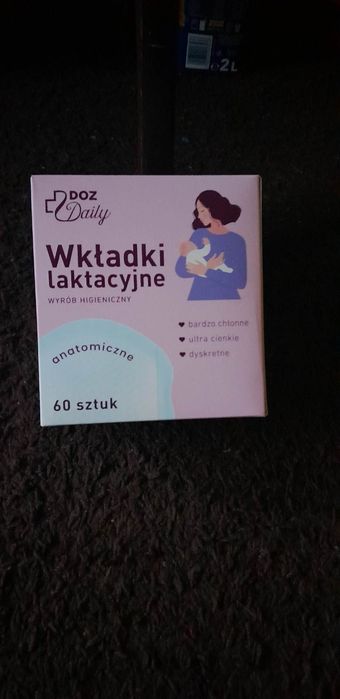 DOZ
Daily
Wkładki
laktacyjne
WYRÓB HIGIENICZNY
bardzo chłonne
ultra cienkie
dyskretne
anatomiczne
60 sztuk
2L